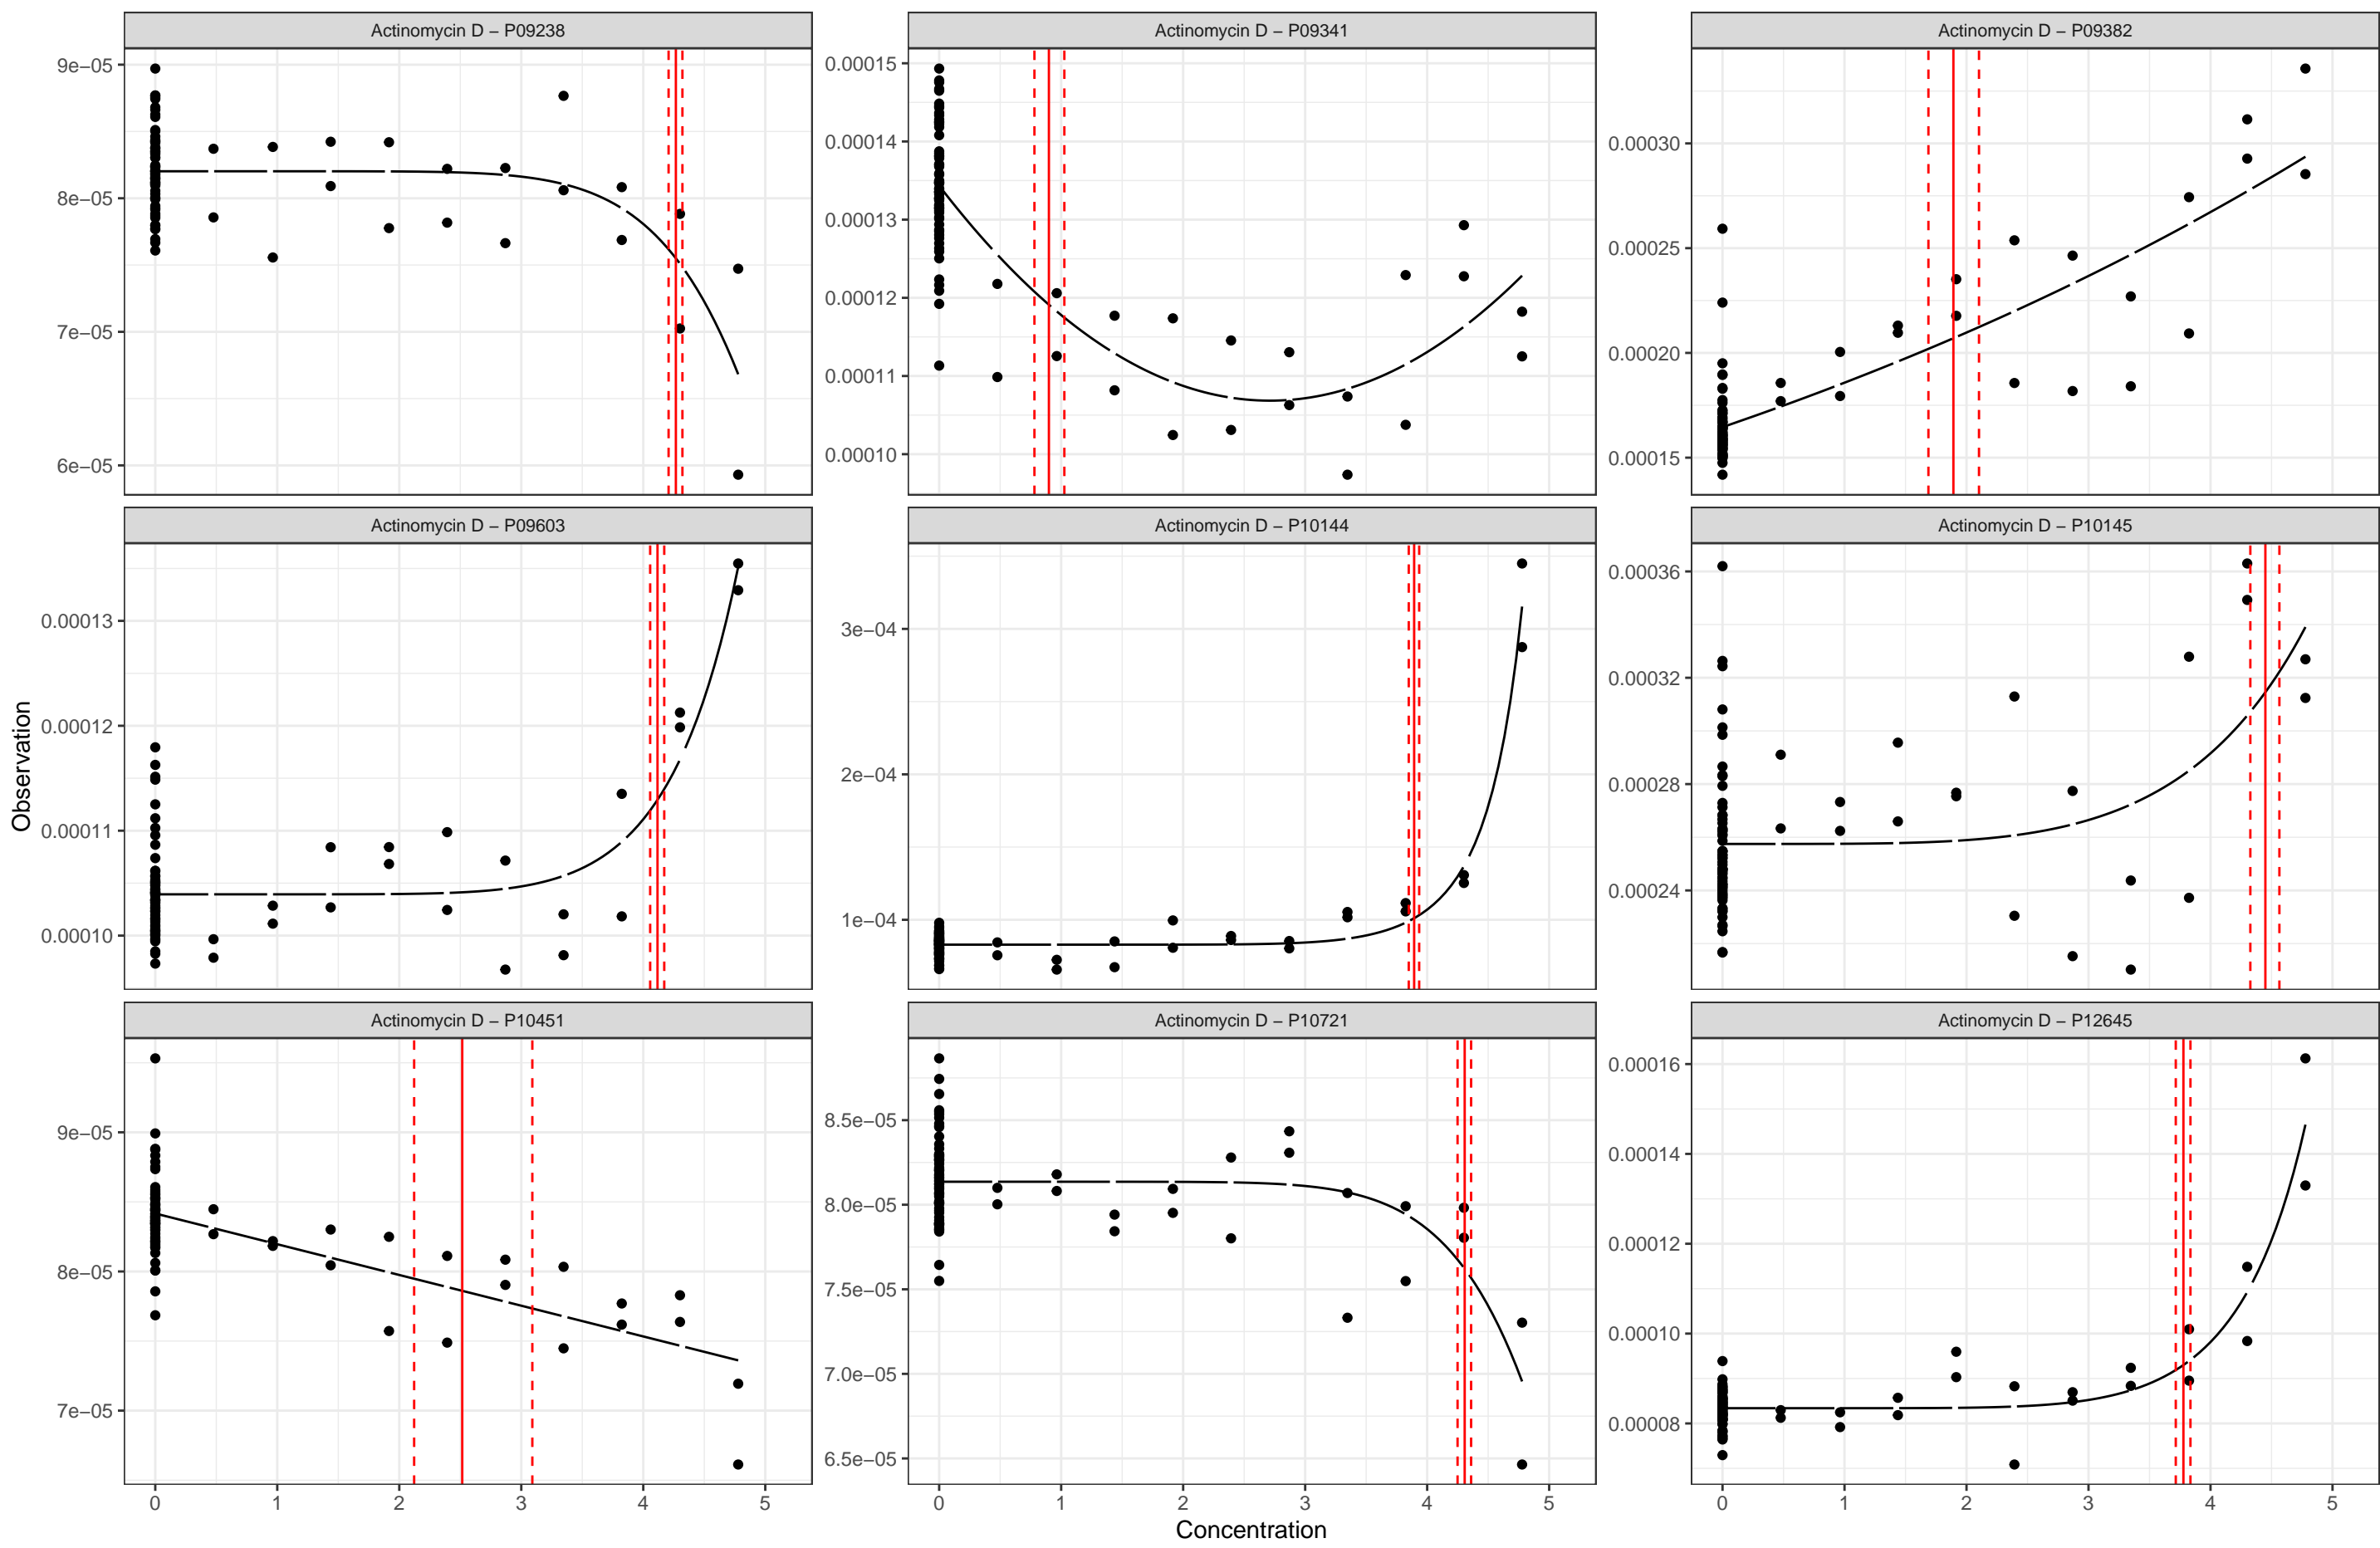 Actinomycin D – P09238
Actinomycin D – P09341
Actinomycin D – P09382
9e−05
8e−05
7e−05
6e−05
0.00015
0.00014
0.00013
0.00012
0.00011
0.00010
0.00030
0.00025
0.00020
0.00015
Actinomycin D – P09603
Actinomycin D – P10144
Actinomycin D – P10145
Observation
0.00013
0.00012
0.00011
0.00010
3e−04
2e−04
1e−04
0.00036
0.00032
0.00028
0.00024
Actinomycin D – P10451
Actinomycin D – P10721
Actinomycin D – P12645
9e−05
8e−05
7e−05
8.5e−05
8.0e−05
7.5e−05
7.0e−05
6.5e−05
0.00016
0.00014
0.00012
0.00010
0.00008
0 1 2 3 4 5
0 1 2 3 4 5
0 1 2 3 4 5
Concentration